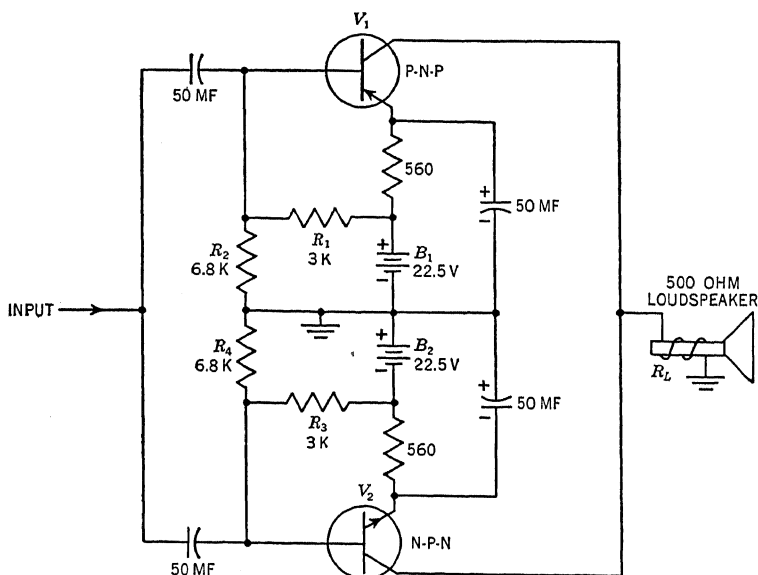 V₁
P-N-P
50 MF
560
+
50 MF
-
R₁
3 K
R₂
6.8 K
+
B₁
-
22.5 V
INPUT
500 OHM
LOUDSPEAKER
R₄
6.8 K
+
B₂
-
22.5 V
R_L
+
50 MF
-
R₃
3 K
560
V₂
N-P-N
50 MF